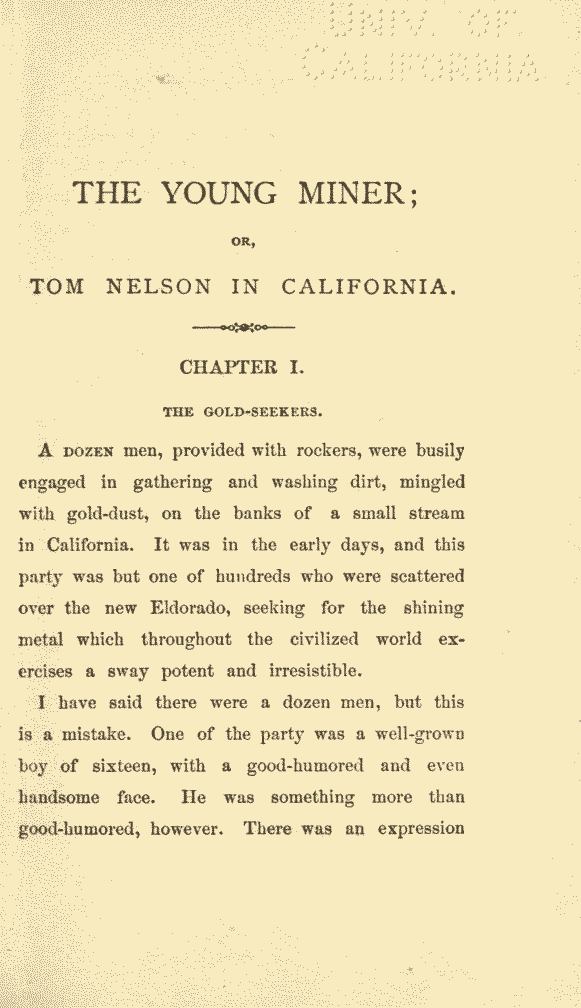 UNIV. OF
CALIFORNIA
THE YOUNG MINER;
OR,
TOM NELSON IN CALIFORNIA.
CHAPTER I.
THE GOLD-SEEKERS.
A DOZEN men, provided with rockers, were busily
engaged in gathering and washing dirt, mingled
with gold-dust, on the banks of a small stream
in California. It was in the early days, and this
party was but one of hundreds who were scattered
over the new Eldorado, seeking for the shining
metal which throughout the civilized world ex-
ercises a sway potent and irresistible.
I have said there were a dozen men, but this
is a mistake. One of the party was a well-grown
boy of sixteen, with a good-humored and even
handsome face. He was something more than
good-humored, however. There was an expression